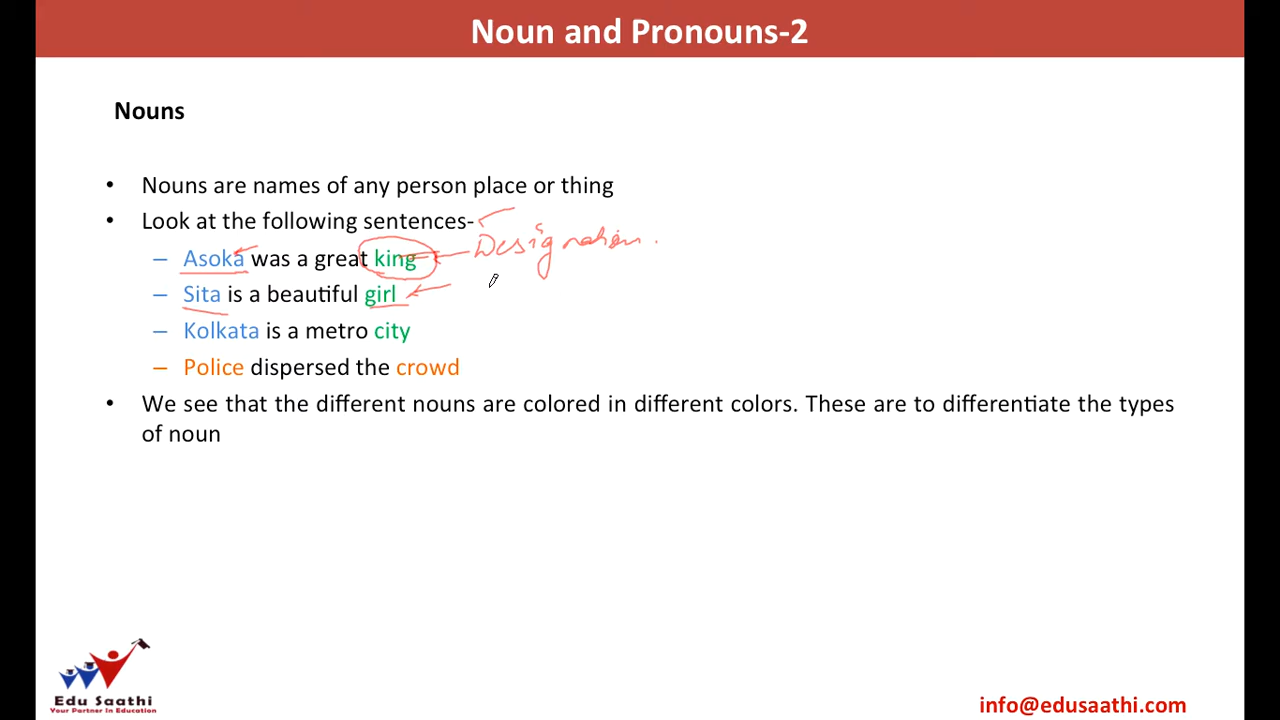 Noun and Pronouns-2
Nouns
• Nouns are names of any person place or thing
• Look at the following sentences-
– Asoka was a great king Designation.
– Sita is a beautiful girl
– Kolkata is a metro city
– Police dispersed the crowd
• We see that the different nouns are colored in different colors. These are to differentiate the types
of noun
Edu Saathi
Your Partner in Education
info@edusaathi.com